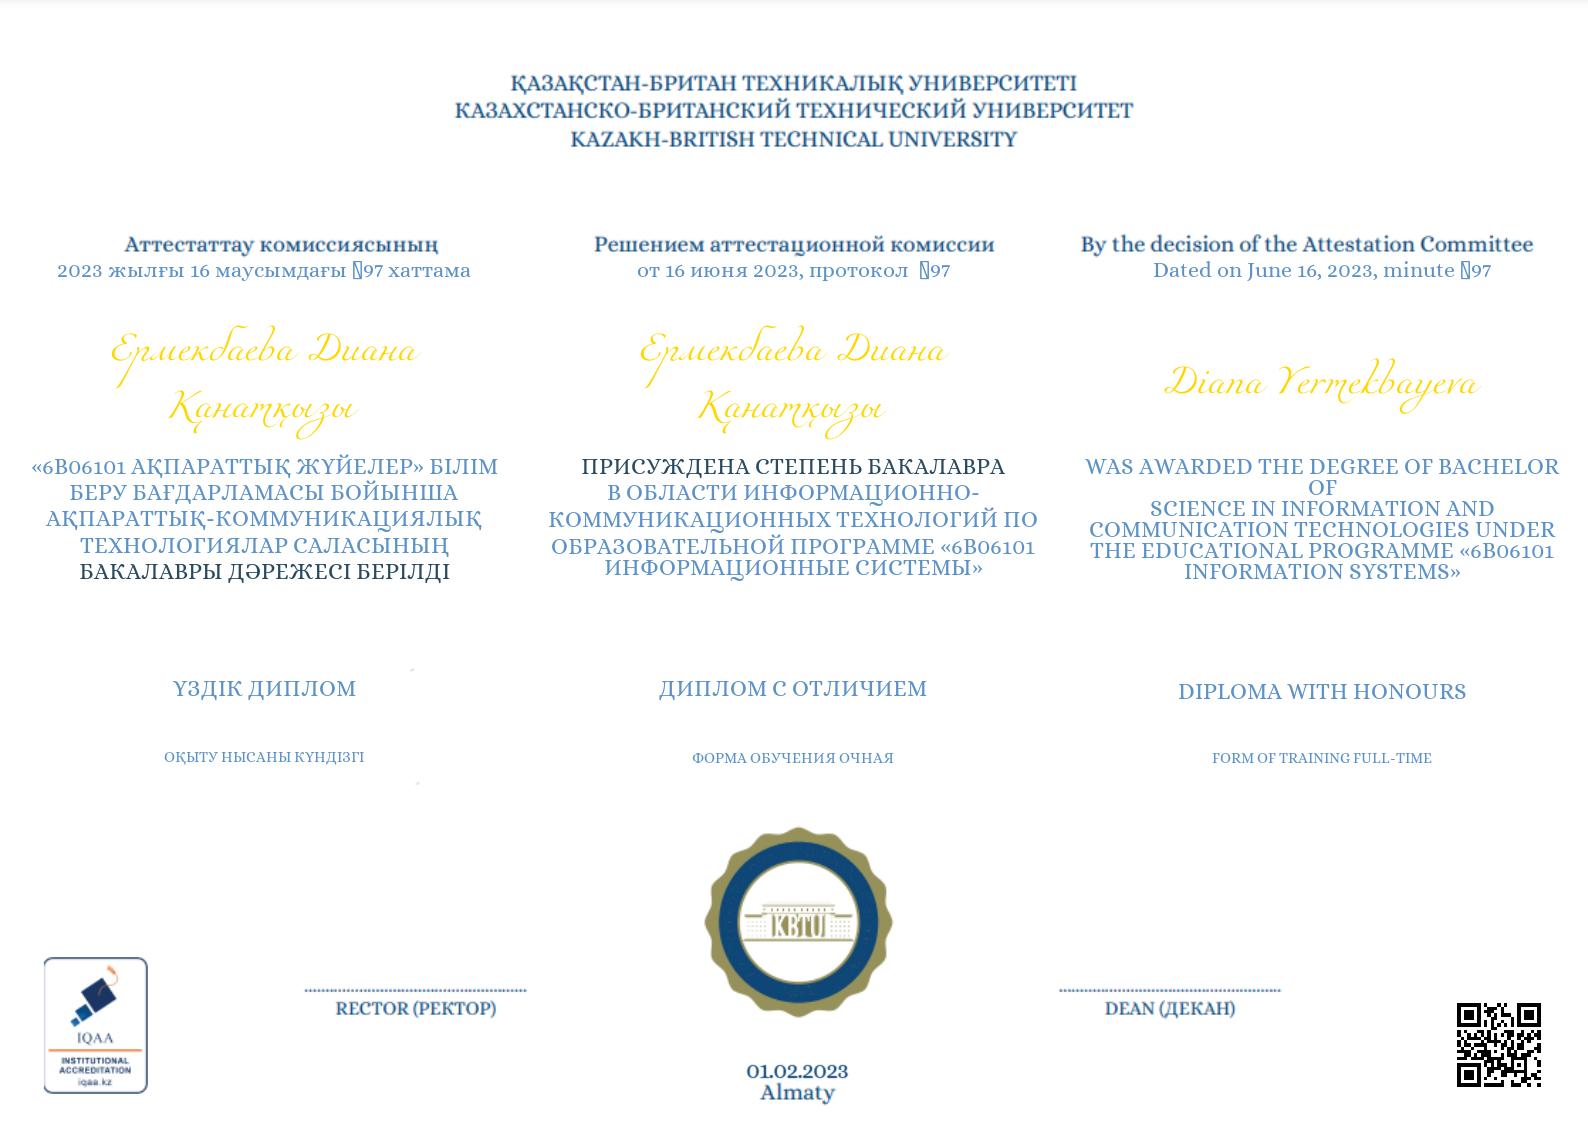 ҚАЗАҚСТАН-БРИТАН ТЕХНИКАЛЫҚ УНИВЕРСИТЕТІ
КАЗАХСТАНСКО-БРИТАНСКИЙ ТЕХНИЧЕСКИЙ УНИВЕРСИТЕТ
KAZAKH-BRITISH TECHNICAL UNIVERSITY
Аттестаттау комиссиясының
2023 жылғы 16 маусымдағы 97 хаттама
Ермекбаева Диана
Қанатқызы
«6В06101 АҚПАРАТТЫҚ ЖҮЙЕЛЕР» БІЛІМ
БЕРУ БАҒДАРЛАМАСЫ БОЙЫНША
АҚПАРАТТЫҚ-КОММУНИКАЦИЯЛЫҚ
ТЕХНОЛОГИЯЛАР САЛАСЫНЫҢ
БАКАЛАВРЫ ДӘРЕЖЕСІ БЕРІЛДІ
ҮЗДІК ДИПЛОМ
ОҚЫТУ НЫСАНЫ КҮНДІЗГІ
Решением аттестационной комиссии
от 16 июня 2023, протокол 97
Ермекбаева Диана
Қанатқызы
ПРИСУЖДЕНА СТЕПЕНЬ БАКАЛАВРА
В ОБЛАСТИ ИНФОРМАЦИОННО-
КОММУНИКАЦИОННЫХ ТЕХНОЛОГИЙ ПО
ОБРАЗОВАТЕЛЬНОЙ ПРОГРАММЕ «6В06101
ИНФОРМАЦИОННЫЕ СИСТЕМЫ»
ДИПЛОМ С ОТЛИЧИЕМ
ФОРМА ОБУЧЕНИЯ ОЧНАЯ
By the decision of the Attestation Committee
Dated on June 16, 2023, minute 97
Diana Yermekbayeva
WAS AWARDED THE DEGREE OF BACHELOR
OF
SCIENCE IN INFORMATION AND
COMMUNICATION TECHNOLOGIES UNDER
THE EDUCATIONAL PROGRAMME «6B06101
INFORMATION SYSTEMS»
DIPLOMA WITH HONOURS
FORM OF TRAINING FULL-TIME
KBTU
IQAA
INSTITUTIONAL
ACCREDITATION
iqaa.kz
RECTOR (РЕКТОР)
DEAN (ДЕКАН)
01.02.2023
Almaty